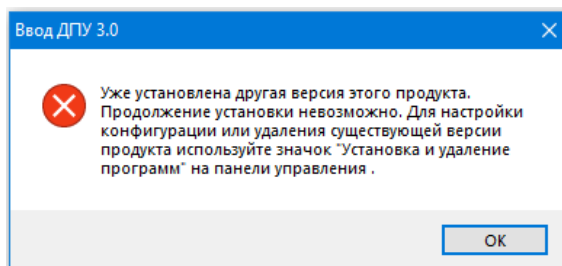 Ввод ДПУ 3.0
Уже установлена другая версия этого продукта.
Продолжение установки невозможно. Для настройки
конфигурации или удаления существующей версии
продукта используйте значок "Установка и удаление
программ" на панели управления .
ОК